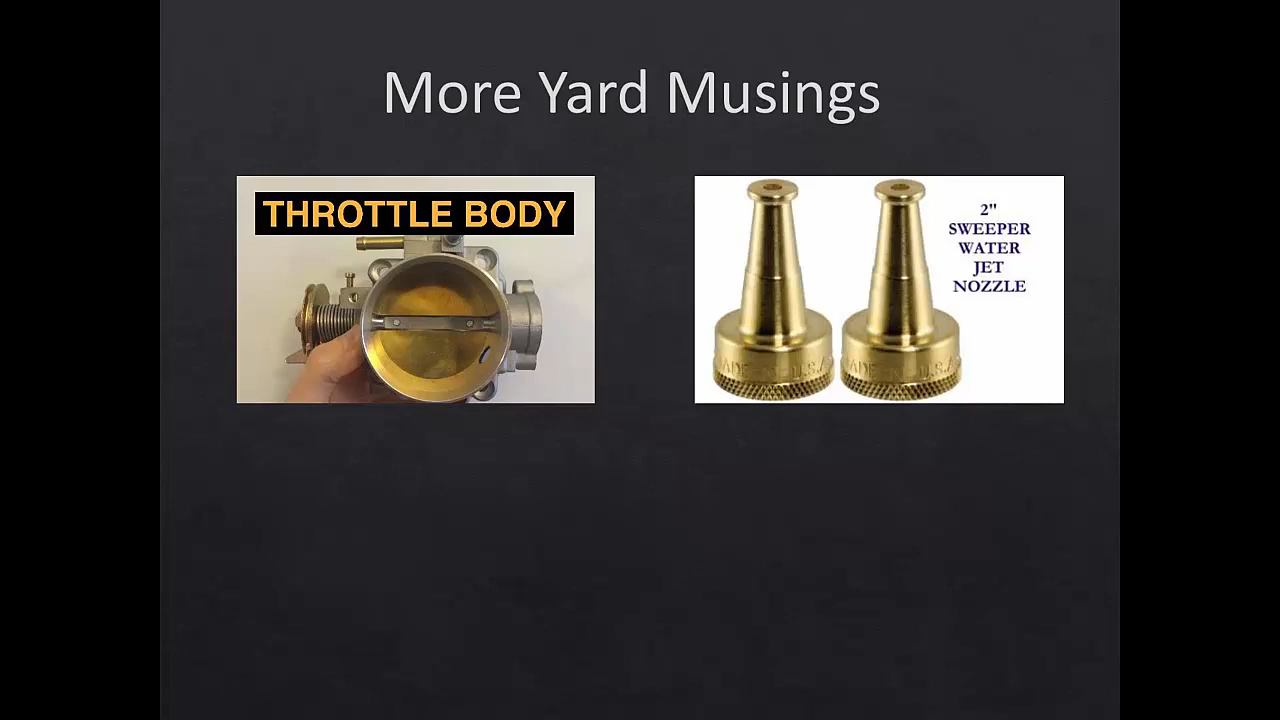 More Yard Musings
THROTTLE BODY
2"
SWEEPER
WATER
JET
NOZZLE